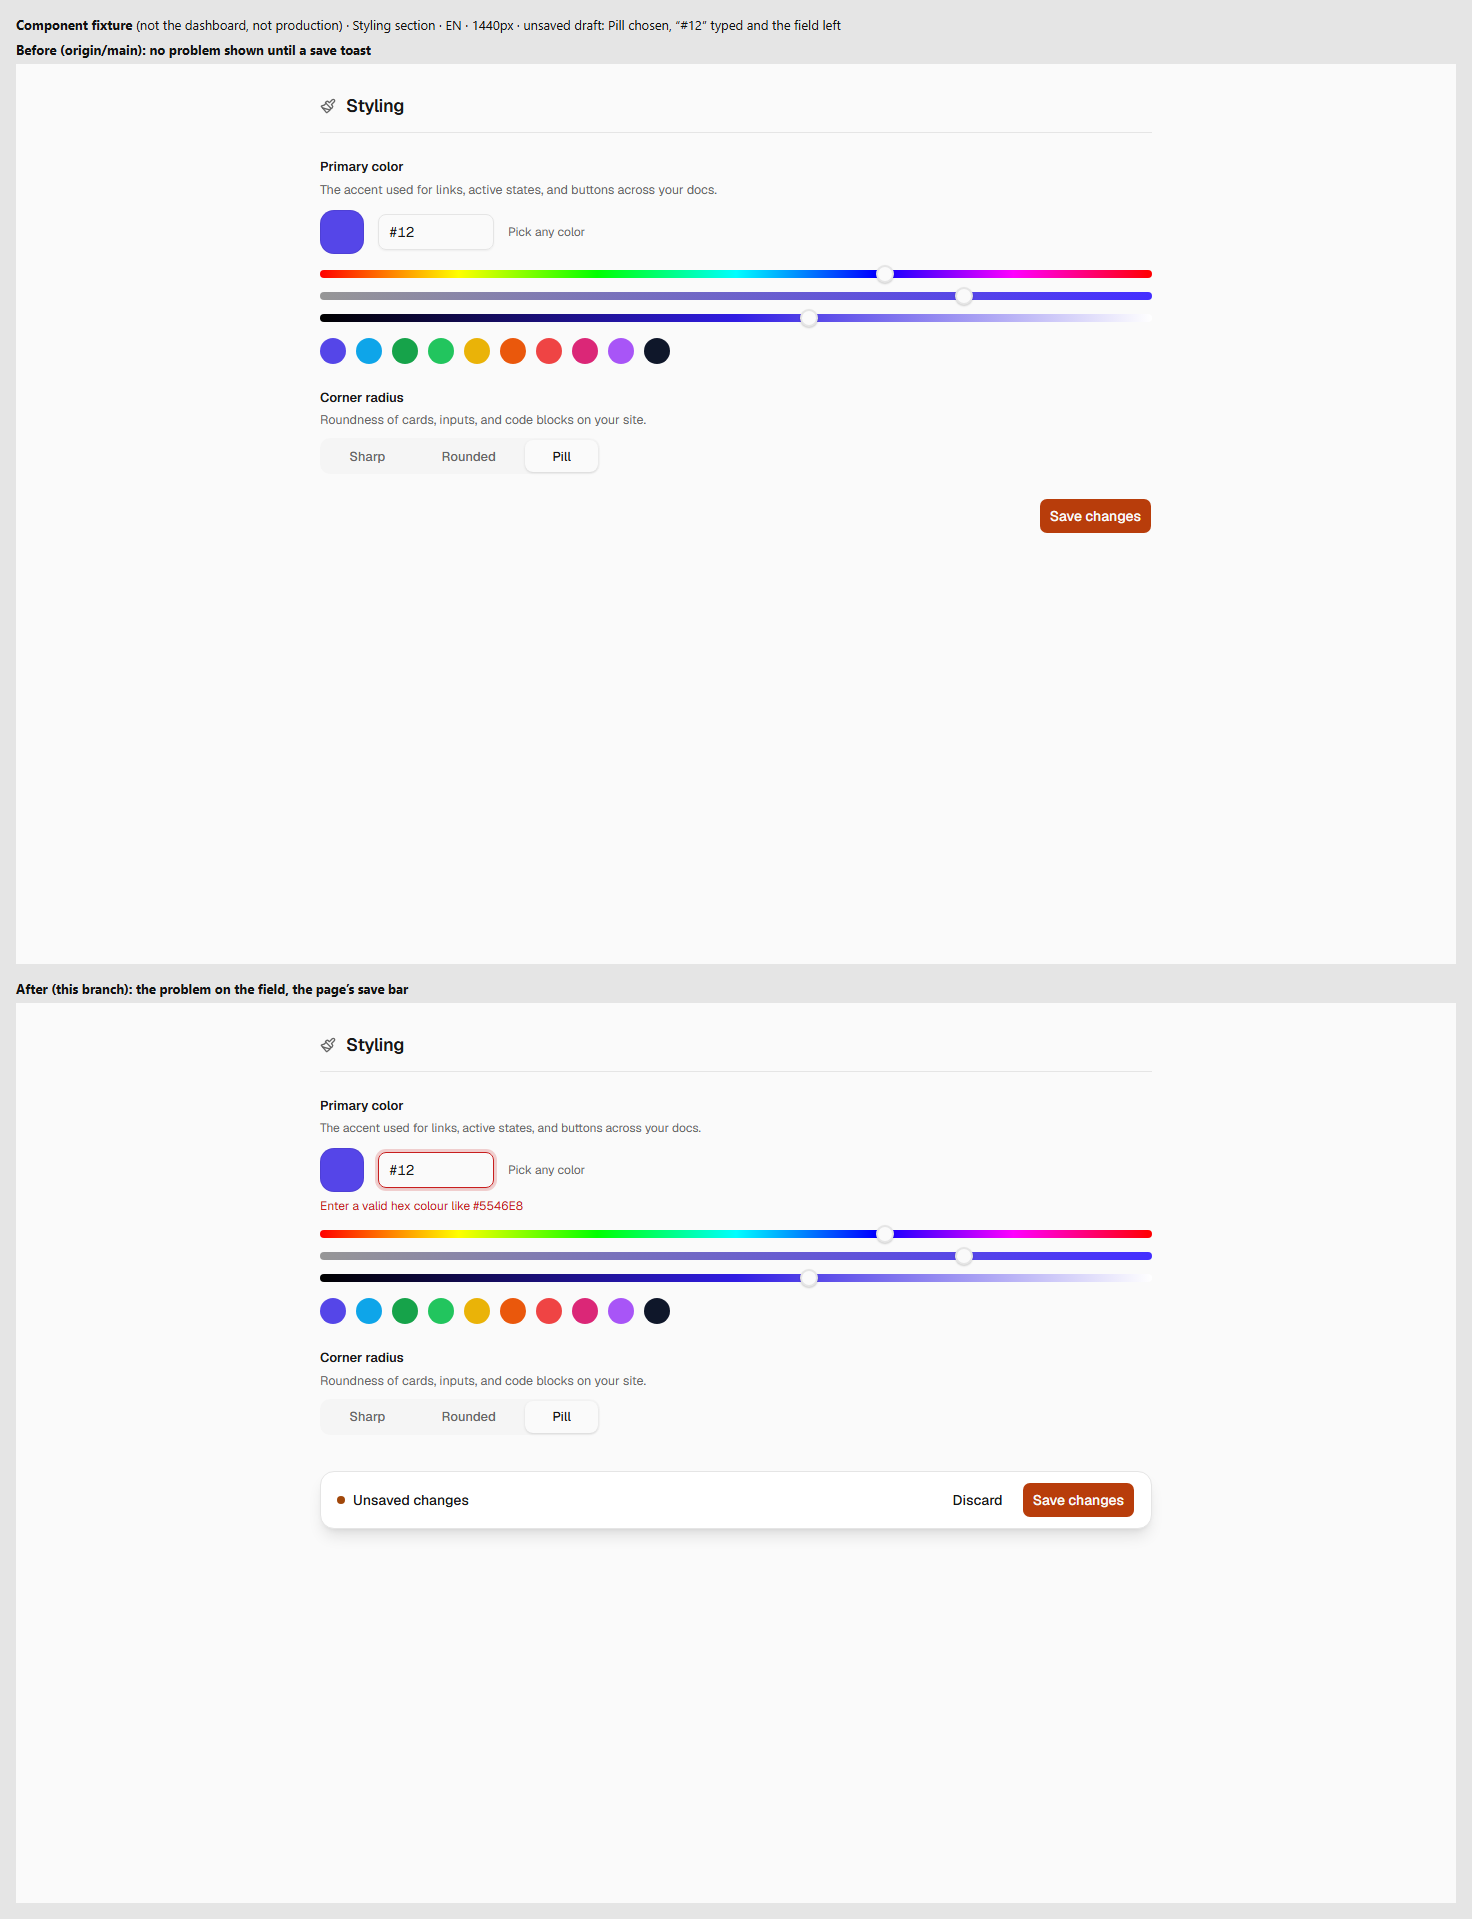 Component fixture (not the dashboard, not production) · Styling section · EN · 1440px · unsaved draft: Pill chosen, “#12” typed and the field left
Before (origin/main): no problem shown until a save toast
Styling
Primary color
The accent used for links, active states, and buttons across your docs.
#12
Pick any color
Corner radius
Roundness of cards, inputs, and code blocks on your site.
Sharp Rounded Pill
Save changes
After (this branch): the problem on the field, the page’s save bar
Styling
Primary color
The accent used for links, active states, and buttons across your docs.
#12
Pick any color
Enter a valid hex colour like #5546E8
Corner radius
Roundness of cards, inputs, and code blocks on your site.
Sharp Rounded Pill
Unsaved changes Discard Save changes